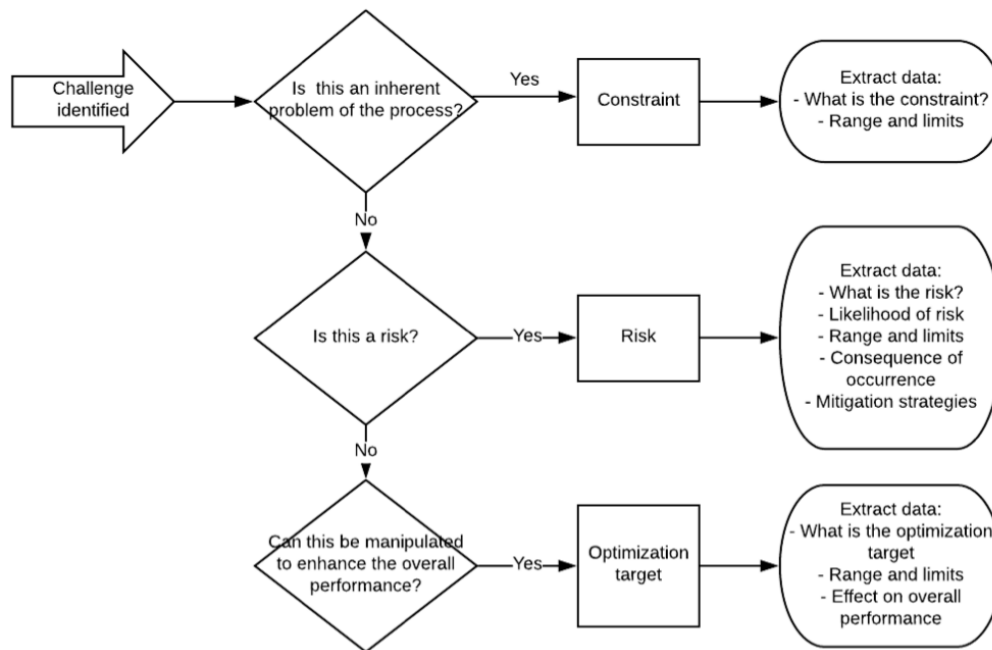 Challenge
identified
Is this an inherent
problem of the process?
Yes
Constraint
Extract data:
- What is the constraint?
- Range and limits
No
Is this a risk?
Yes
Risk
Extract data:
- What is the risk?
- Likelihood of risk
- Range and limits
- Consequence of
occurrence
- Mitigation strategies
No
Can this be manipulated
to enhance the overall
performance?
Yes
Optimization
target
Extract data:
- What is the optimization
target
- Range and limits
- Effect on overall
performance